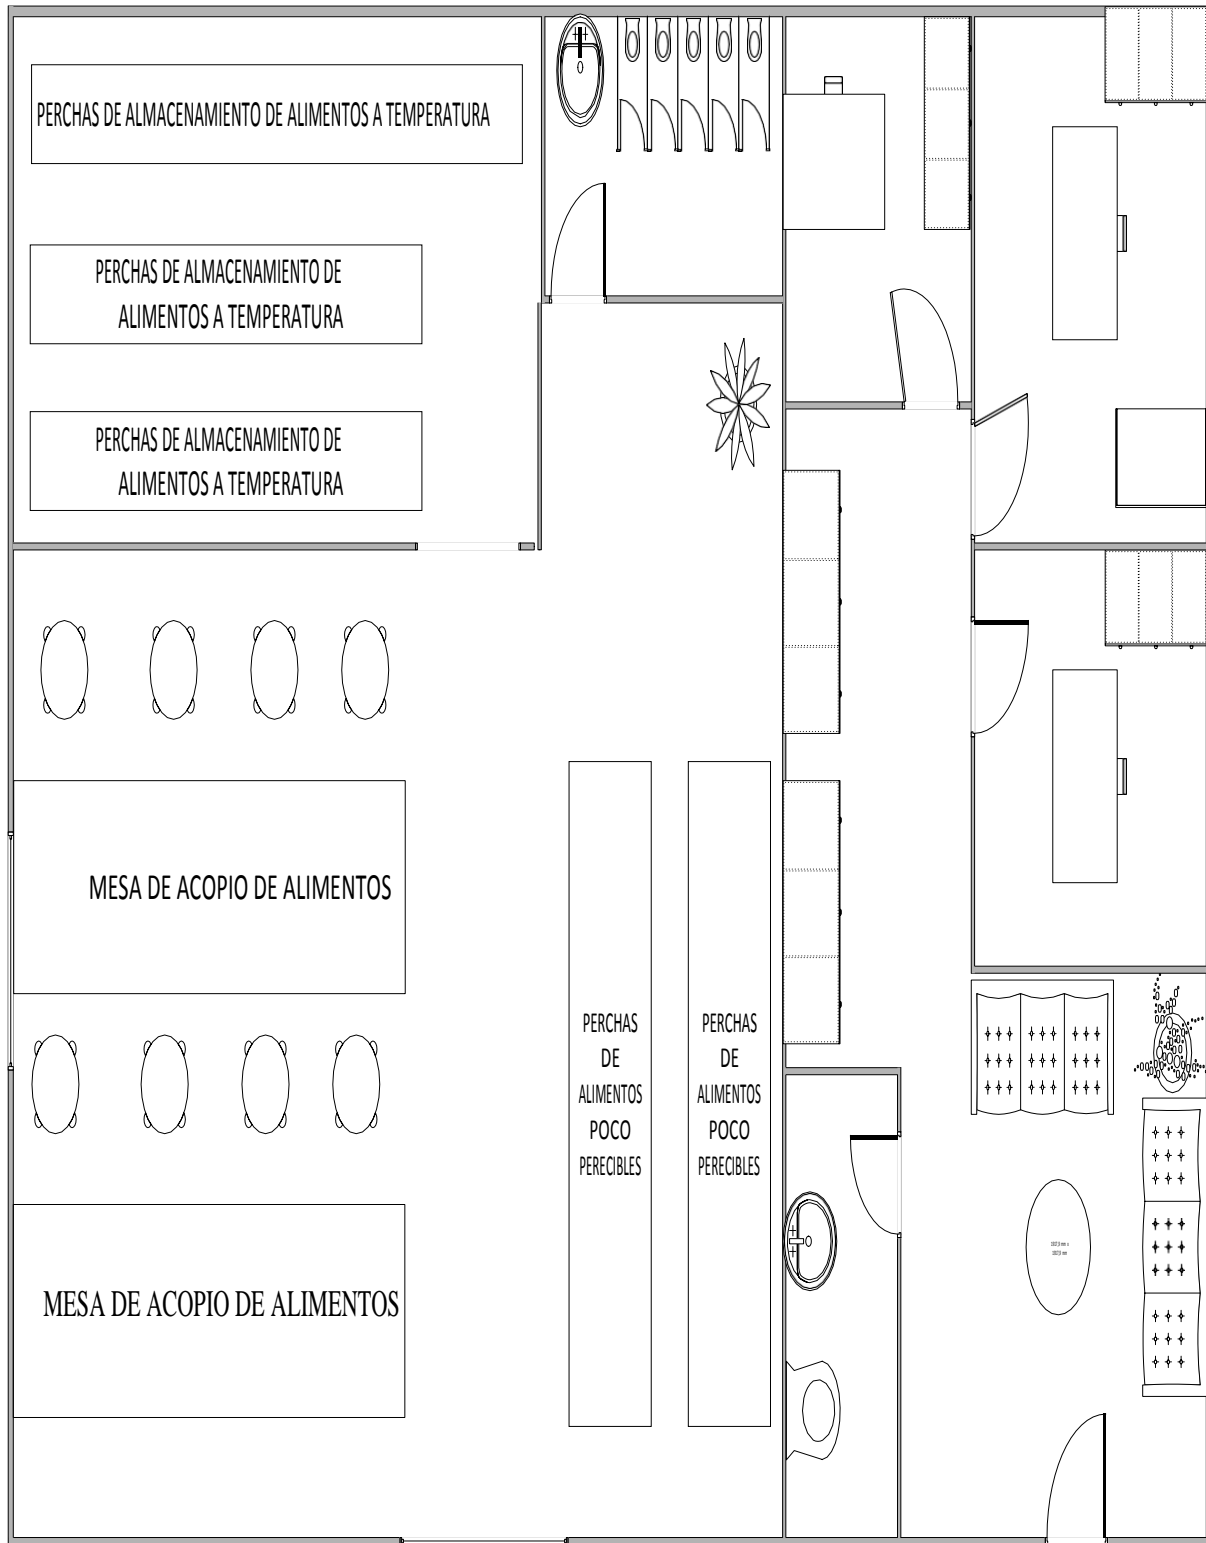 PERCHAS DE ALMACENAMIENTO DE ALIMENTOS A TEMPERATURA
PERCHAS DE ALMACENAMIENTO DE
ALIMENTOS A TEMPERATURA
PERCHAS DE ALMACENAMIENTO DE
ALIMENTOS A TEMPERATURA
MESA DE ACOPIO DE ALIMENTOS
PERCHAS
DE
ALIMENTOS
POCO
PERECIBLES
PERCHAS
DE
ALIMENTOS
POCO
PERECIBLES
MESA DE ACOPIO DE ALIMENTOS